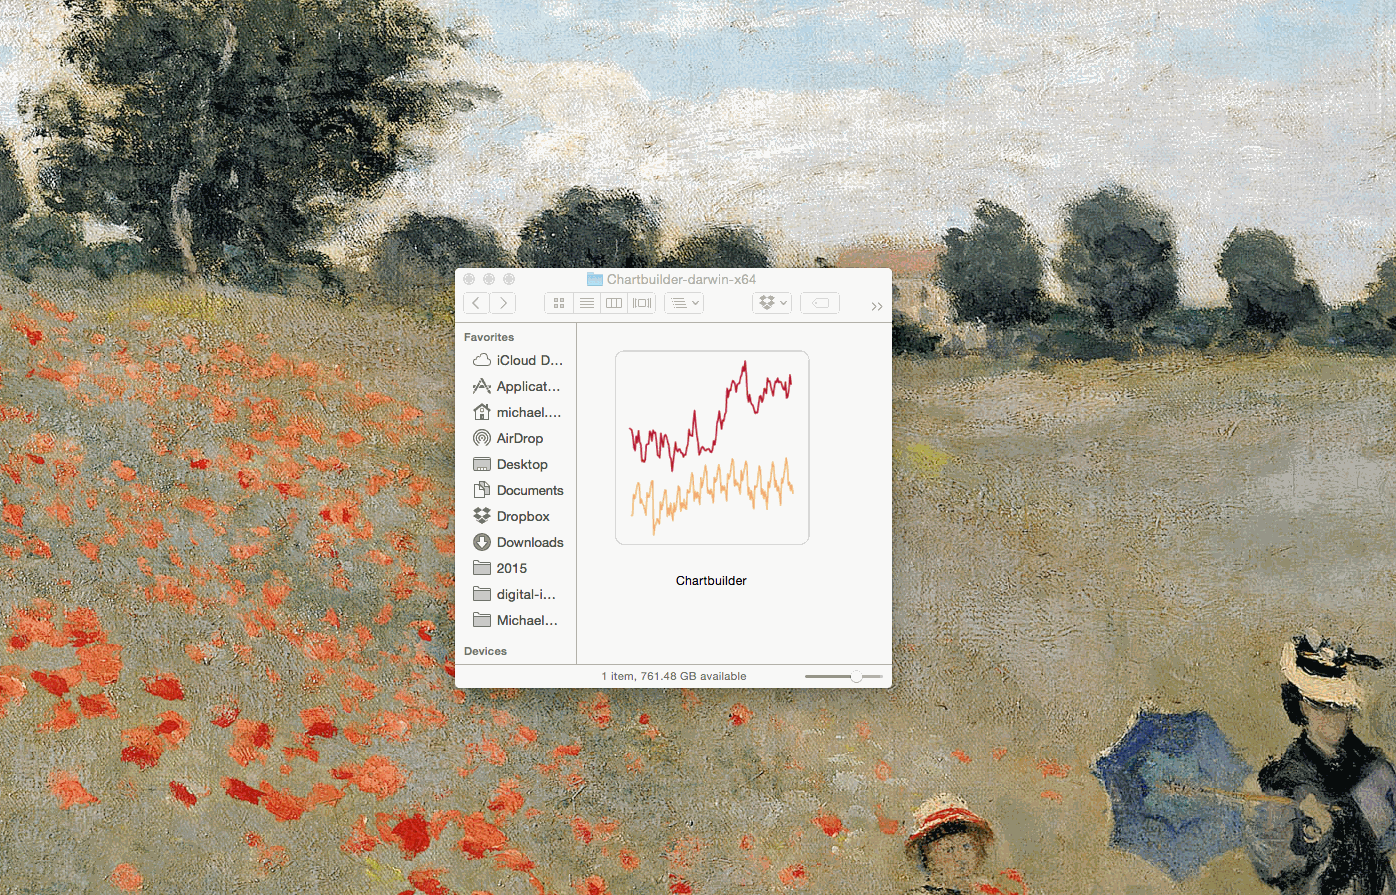 Chartbuilder-darwin-x64
Favorites
iCloud D...
Applicat...
michael....
AirDrop
Desktop
Documents
Dropbox
Downloads
2015
digital-i...
Michael...
Devices
Chartbuilder
1 item, 761.48 GB available